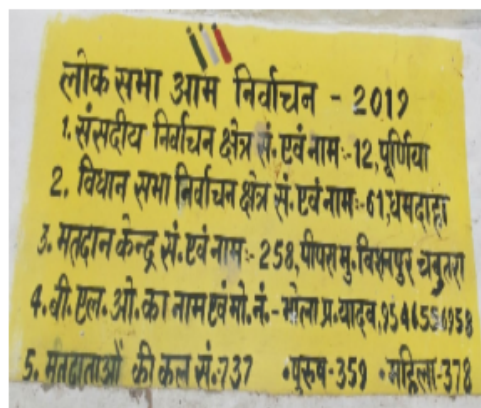 लोक सभा आम निर्वाचन - 2019
1. संसदीय निर्वाचन क्षेत्र सं. एवं नाम:-12,पूर्णिया
2. विधान सभा निर्वाचन क्षेत्र सं. एवं नाम:-61,धमदाहा
3. मतदान केन्द्र सं.एवं नाम:- 258,पीपरा मु.विशनपुर चबुतरा
4. बी.एल.ओ.का नाम एवं मो.नं.-भोला प्र.यादव,
5. मतदाताओं की कुल सं:-737 •पुरुष-359 •महिला-378